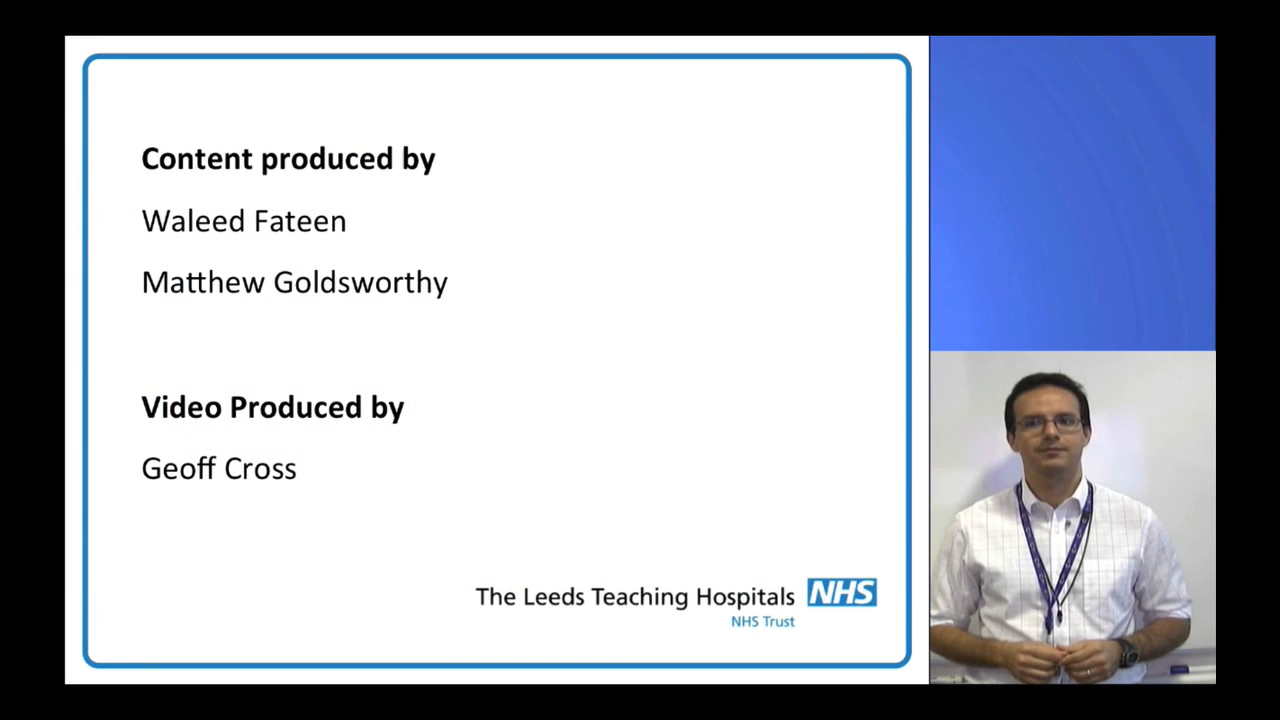 Content produced by
Waleed Fateen
Matthew Goldsworthy
Video Produced by
Geoff Cross
The Leeds Teaching Hospitals NHS
NHS Trust